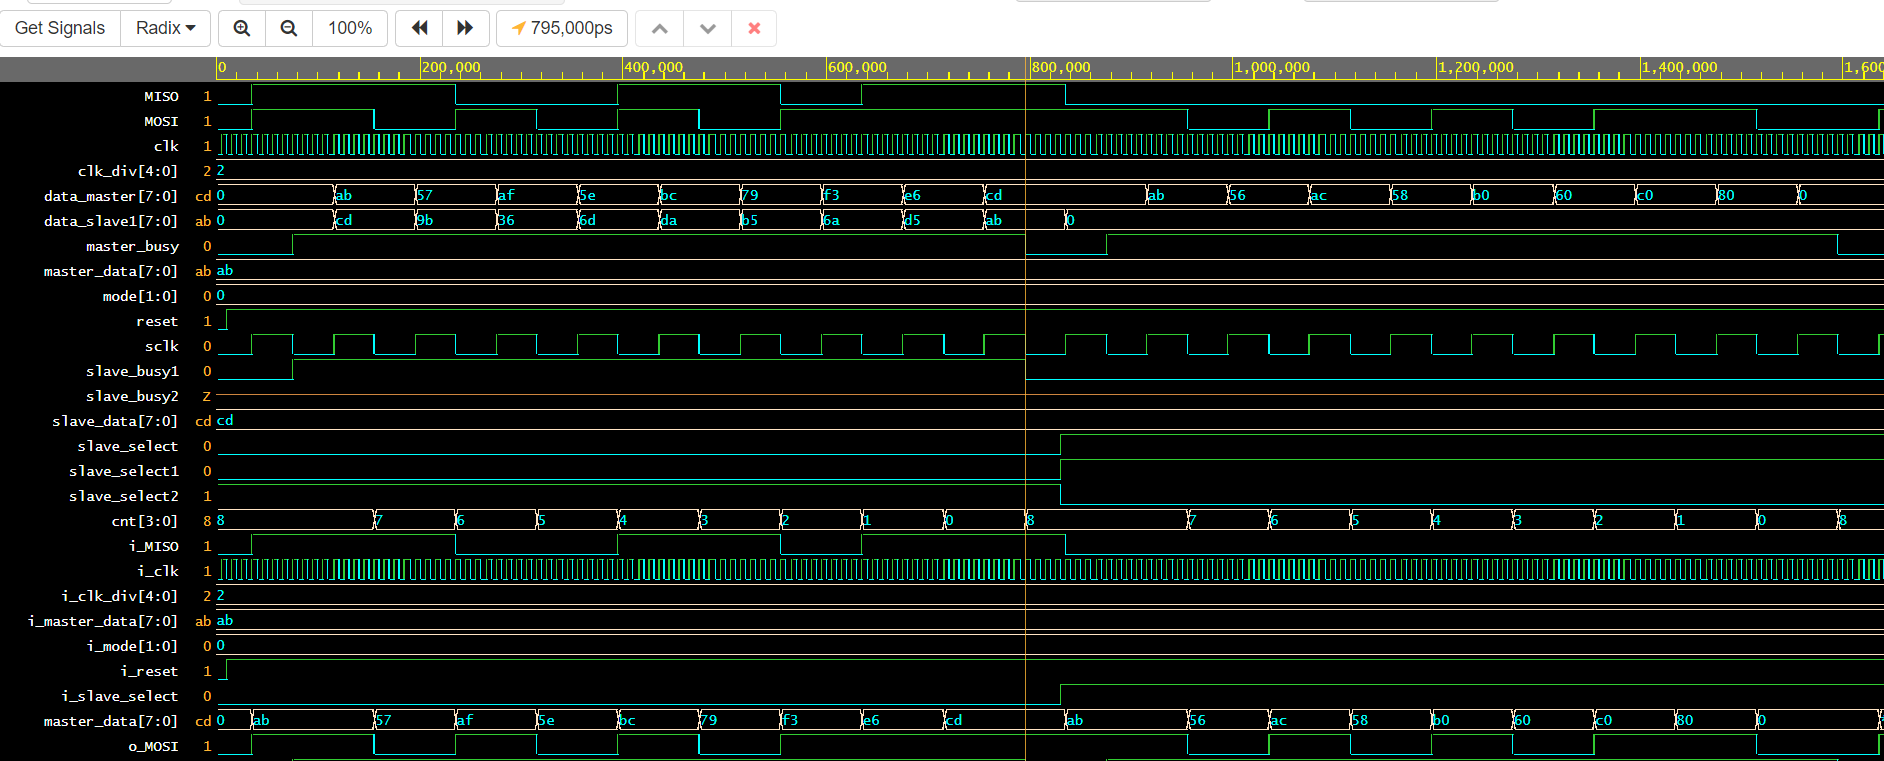 Get Signals Radix 100% 795,000ps
0 200,000 400,000 600,000 800,000 1,000,000 1,200,000 1,400,000 1,600
MISO 1
MOSI 1
clk 1
clk_div[4:0] 2 2
data_master[7:0] cd 0 ab 57 af 5e bc 79 f3 e6 cd ab 56 ac 58 b0 60 c0 80 0
data_slave1[7:0] ab 0 cd 9b 36 6d da b5 6a d5 ab 0
master_busy 0
master_data[7:0] ab ab
mode[1:0] 0 0
reset 1
sclk 0
slave_busy1 0
slave_busy2 Z
slave_data[7:0] cd cd
slave_select 0
slave_select1 0
slave_select2 1
cnt[3:0] 8 8 7 6 5 4 3 2 1 0 8 7 6 5 4 3 2 1 0 8
i_MISO 1
i_clk 1
i_clk_div[4:0] 2 2
i_master_data[7:0] ab ab
i_mode[1:0] 0 0
i_reset 1
i_slave_select 0
master_data[7:0] cd 0 ab 57 af 5e bc 79 f3 e6 cd ab 56 ac 58 b0 60 c0 80 0
o_MOSI 1